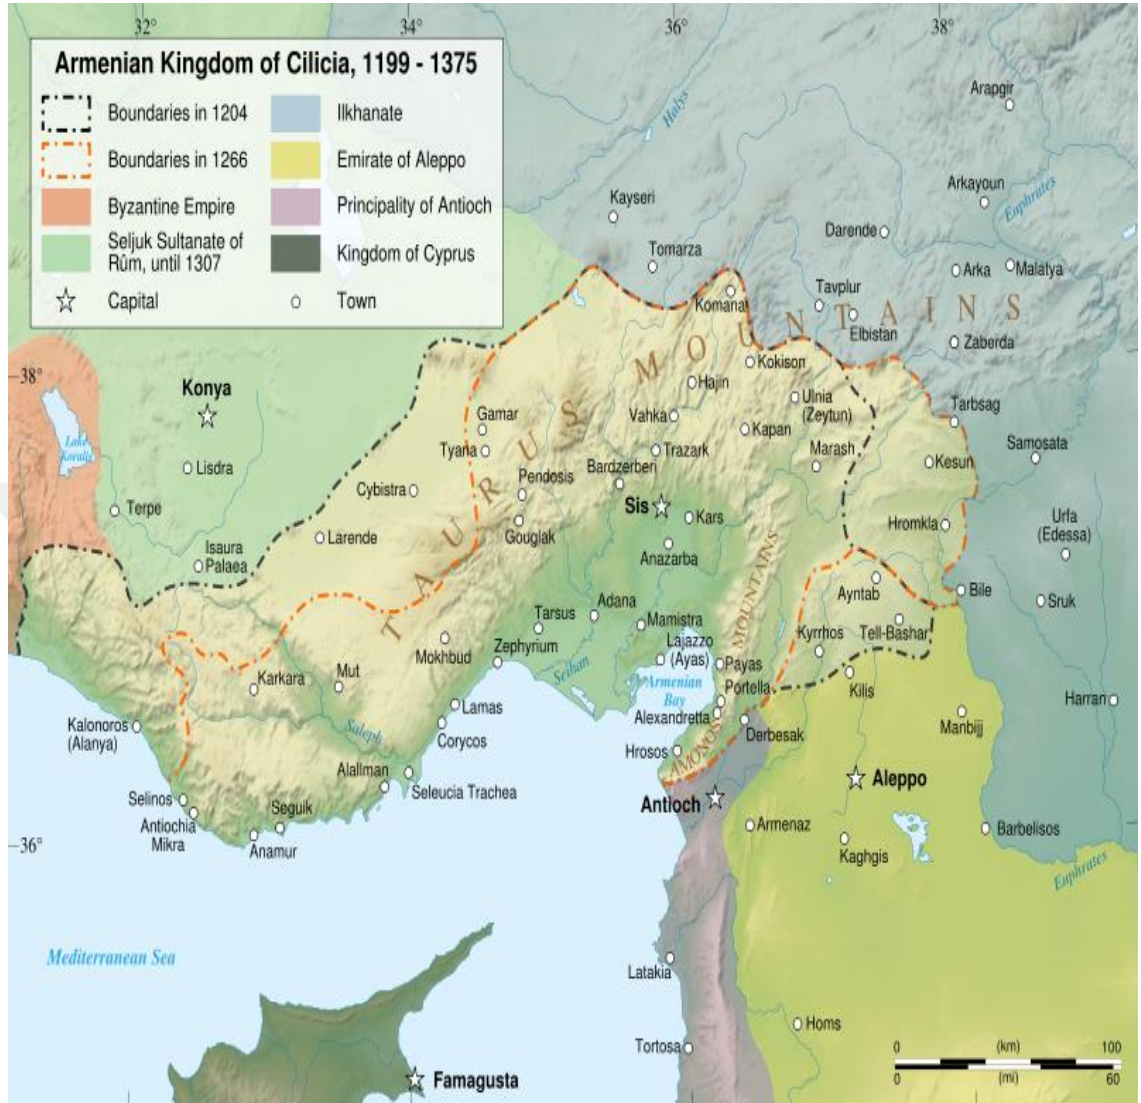 32°
34°
36°
38°
Armenian Kingdom of Cilicia, 1199 - 1375
Boundaries in 1204
Ilkhanate
Boundaries in 1266
Emirate of Aleppo
Byzantine Empire
Principality of Antioch
Seljuk Sultanate of
Rûm, until 1307
Kingdom of Cyprus
Capital
Town
Halys
Arapgir
Arkayoun
Euphrates
Kayseri
Darende
Tomarza
Arka
Malatya
Komana
Tavplur
Elbistan
TAURUS MOUNTAINS
Zaberda
38°
Konya
Kokison
Hajin
Ulnia
(Zeytun)
Tarbsag
Lake
Koralis
Gamar
Vahka
Kapan
Samosata
Tyana
Trazark
Marash
Kesun
Lisdra
Bardzerberi
Pendosis
Cybistra
Sis
Terpe
Kars
Gouglak
Hromkla
Urfa
(Edessa)
Larende
Anazarba
Isaura
Palaea
Ayntab
Bile
Sruk
Tarsus
Adana
Mamistra
Kyrrhos
Tell-Bashar
Mokhbud
Zephyrium
Lajazzo
(Ayas)
Seihan
Payas
AMONOS MOUNTAINS
Armenian
Bay
Portella
Kilis
Karkara
Mut
Harran
Lamas
Alexandretta
Manbijj
Kalonoros
(Alanya)
Saleph
Corycos
Derbesak
Hrosos
Alallman
Seleucia Trachea
Aleppo
Selinos
Antioch
Antiochia
Mikra
Seguik
Armenaz
Barbelisos
36°
Anamur
Kaghgis
Euphrates
Mediterranean Sea
Latakia
Homs
Tortosa
0 (km) 100
0 (mi) 60
Famagusta